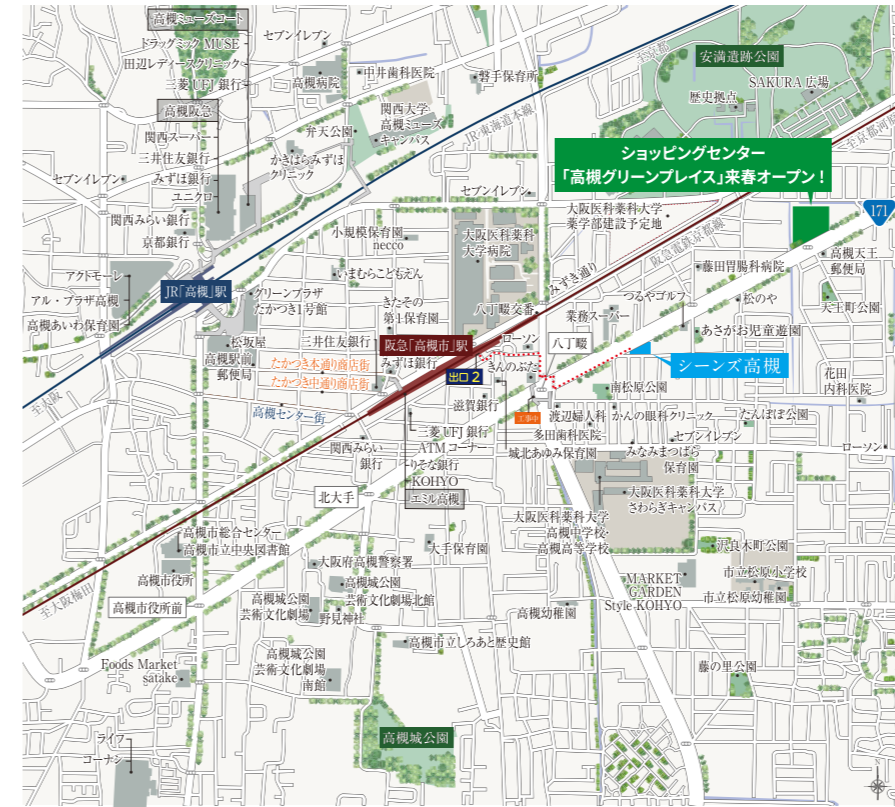 高槻ミューズコート
ドラッグミック MUSE
田辺レディースクリニック
三菱 UFJ 銀行
高槻阪急
関西スーパー
三井住友銀行
みずほ銀行
ユニクロ
セブンイレブン
高槻病院
中井歯科医院
磐手保育所
弁天公園
関西大学
高槻ミューズ
キャンパス
かきはらみずほ
クリニック
JR東海道本線
至京都
安満遺跡公園
SAKURA 広場
歴史拠点
至京都河原
ショッピングセンター
「高槻グリーンプレイス」来春オープン!
171
セブンイレブン
関西みらい銀行
京都銀行
小規模保育園
necco
セブンイレブン
大阪医科薬科
大学病院
大阪医科薬科大学
薬学部建設予定地
阪急電鉄京都線
藤田胃腸科病院
高槻天王
郵便局
アクトモーレ
アル・プラザ高槻
高槻あいわ保育園
JR「高槻」駅
グリーンプラザ
たかつき1号館
いまむらこどもえん
きたその
第1保育園
みずき通り
八丁畷交番
つるやゴルフ
松のや
天王町公園
業務スーパー
あさがお児童遊園
松坂屋
高槻駅前
郵便局
三井住友銀行
みずほ銀行
阪急「高槻市」駅
ローソン
八丁畷
シーンズ高槻
たかつき本通り商店街
たかつき中通り商店街
出口 2
きんのぶた
南松原公園
花田
内科医院
至大阪
高槻センター街
滋賀銀行
工事中
渡辺婦人科
かんの眼科クリニック
たんぽぽ公園
関西みらい
銀行
三菱 UFJ 銀行
ATM コーナー
りそな銀行
KOHYO
エミル高槻
多田歯科医院
城北あゆみ保育園
セブンイレブン
みなみまつばら
保育園
ローソン
北大手
大阪医科薬科大学
さわらぎキャンパス
大阪医科薬科大学
高槻中学校・
高槻高等学校
高槻市総合センター
高槻市立中央図書館
大手保育園
沢良木町公園
高槻市役所
大阪府高槻警察署
高槻城公園
芸術文化劇場北館
MARKET
GARDEN
Style KOHYO
市立松原小学校
市立松原幼稚園
至大阪梅田
高槻市役所前
高槻城公園
芸術文化劇場
野見神社
高槻幼稚園
高槻市立しろあと歴史館
Foods Market
satake
高槻城公園
芸術文化劇場
南館
藤の里公園
高槻城公園
ライフ
コーナン
N